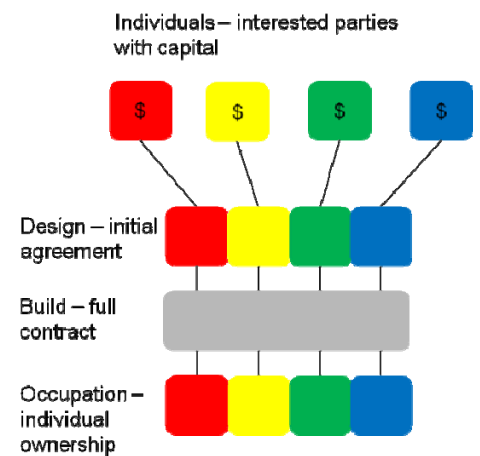 Individuals – interested parties
with capital
$ $ $ $
Design – initial
agreement
Build – full
contract
Occupation –
individual
ownership